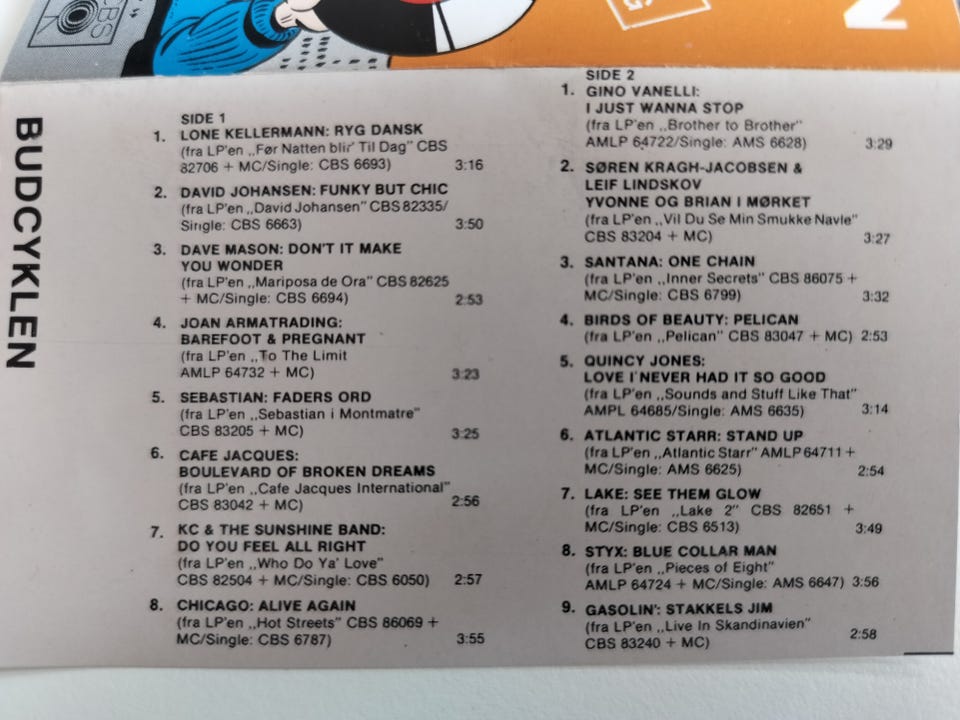 CBS
G
N
BUDCYKLEN
SIDE 1
1. LONE KELLERMANN: RYG DANSK
(fra LP'en ,,Før Natten blir' Til Dag" CBS
82706 + MC/Single: CBS 6693) 3:16
2. DAVID JOHANSEN: FUNKY BUT CHIC
(fra LP'en ,,David Johansen" CBS 82335/
Single: CBS 6663) 3:50
3. DAVE MASON: DON'T IT MAKE
YOU WONDER
(fra LP'en ,,Mariposa de Ora" CBS 82625
+ MC/Single: CBS 6694) 2:53
4. JOAN ARMATRADING:
BAREFOOT & PREGNANT
(fra LP'en ,,To The Limit
AMLP 64732 + MC) 3:23
5. SEBASTIAN: FADERS ORD
(fra LP'en ,,Sebastian i Montmatre"
CBS 83205 + MC) 3:25
6. CAFE JACQUES:
BOULEVARD OF BROKEN DREAMS
(fra LP'en ,,Cafe Jacques International"
CBS 83042 + MC) 2:56
7. KC & THE SUNSHINE BAND:
DO YOU FEEL ALL RIGHT
(fra LP'en ,,Who Do Ya' Love"
CBS 82504 + MC/Single: CBS 6050) 2:57
8. CHICAGO: ALIVE AGAIN
(fra LP'en ,,Hot Streets" CBS 86069 +
MC/Single: CBS 6787) 3:55
SIDE 2
1. GINO VANELLI:
I JUST WANNA STOP
(fra LP'en ,,Brother to Brother"
AMLP 64722/Single: AMS 6628) 3:29
2. SØREN KRAGH-JACOBSEN &
LEIF LINDSKOV
YVONNE OG BRIAN I MØRKET
(fra LP'en ,,Vil Du Se Min Smukke Navle"
CBS 83204 + MC) 3:27
3. SANTANA: ONE CHAIN
(fra LP'en ,,Inner Secrets" CBS 86075 +
MC/Single: CBS 6799) 3:32
4. BIRDS OF BEAUTY: PELICAN
(fra LP'en ,,Pelican" CBS 83047 + MC) 2:53
5. QUINCY JONES:
LOVE I NEVER HAD IT SO GOOD
(fra LP'en ,,Sounds and Stuff Like That"
AMPL 64685/Single: AMS 6635) 3:14
6. ATLANTIC STARR: STAND UP
(fra LP'en ,,Atlantic Starr" AMLP 64711 +
MC/Single: AMS 6625) 2:54
7. LAKE: SEE THEM GLOW
(fra LP'en ,,Lake 2" CBS 82651 +
MC/Single: CBS 6513) 3:49
8. STYX: BLUE COLLAR MAN
(fra LP'en ,,Pieces of Eight"
AMLP 64724 + MC/Single: AMS 6647) 3:56
9. GASOLIN': STAKKELS JIM
(fra LP'en ,,Live In Skandinavien"
CBS 83240 + MC) 2:58